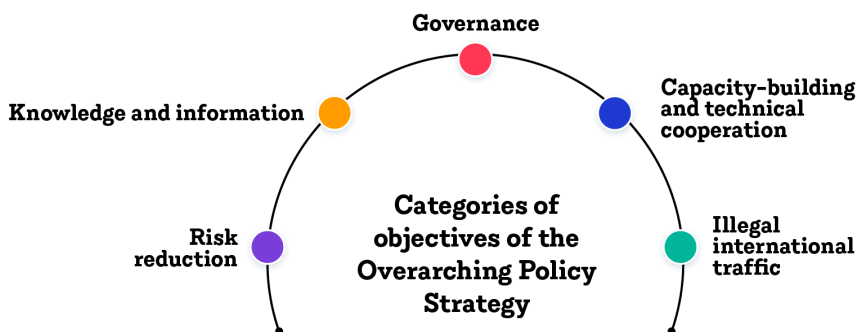 Governance
Knowledge and information
Capacity-building
and technical
cooperation
Categories of
objectives of the
Overarching Policy
Strategy
Risk
reduction
Illegal
international
traffic